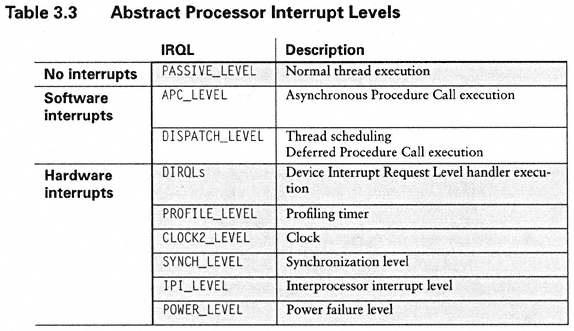 Table 3.3 Abstract Processor Interrupt Levels
IRQL Description
No interrupts PASSIVE_LEVEL Normal thread execution
Software interrupts APC_LEVEL Asynchronous Procedure Call execution
DISPATCH_LEVEL Thread scheduling
Deferred Procedure Call execution
Hardware interrupts DIRQLs Device Interrupt Request Level handler execu-
tion
PROFILE_LEVEL Profiling timer
CLOCK2_LEVEL Clock
SYNCH_LEVEL Synchronization level
IPI_LEVEL Interprocessor interrupt level
POWER_LEVEL Power failure level